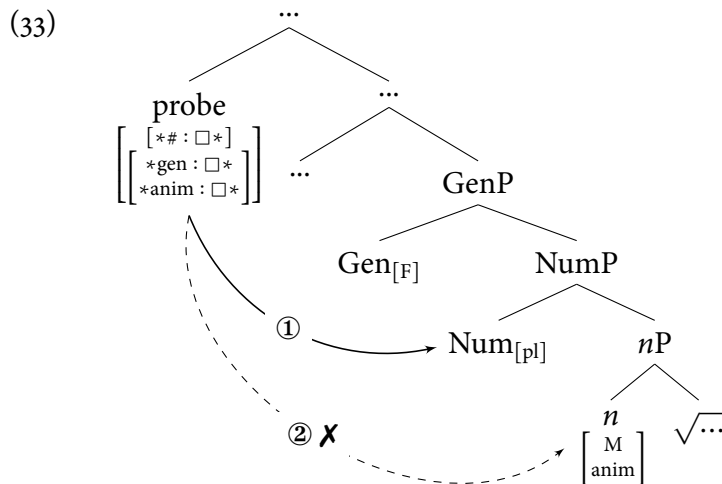 (33)
...
probe
...
[*# : □*]
[*gen : □*
*anim : □*]
...
GenP
Gen[F]
NumP
①
Num[pl]
nP
② ✗
n
√...
M
anim